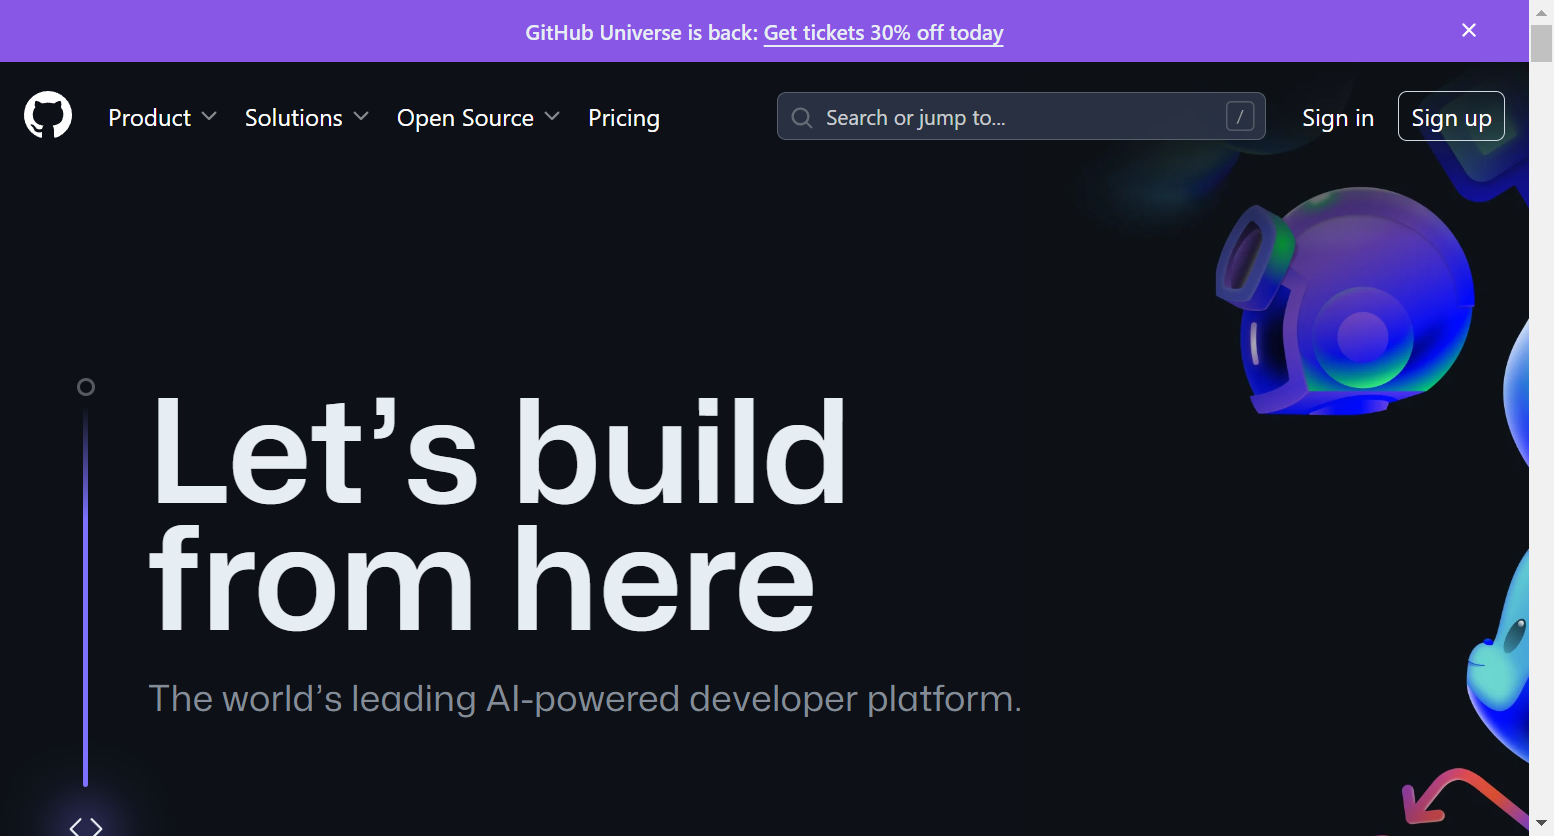 GitHub Universe is back: Get tickets 30% off today
Product Solutions Open Source Pricing Search or jump to... / Sign in Sign up
Let’s build
from here
The world’s leading AI-powered developer platform.